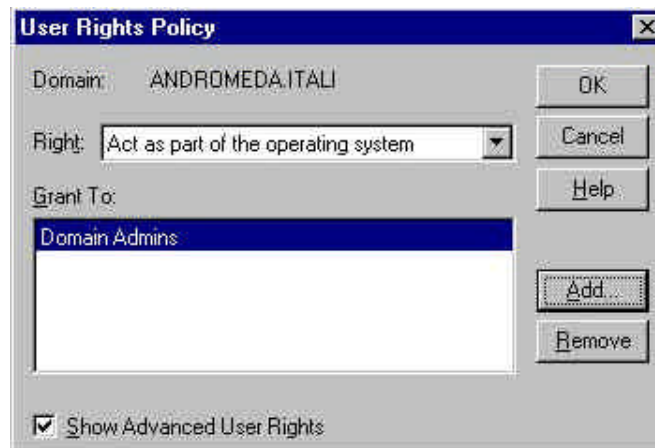 User Rights Policy
Domain: ANDROMEDA.ITALI
OK
Right: Act as part of the operating system
Cancel
Help
Grant To:
Domain Admins
Add...
Remove
Show Advanced User Rights